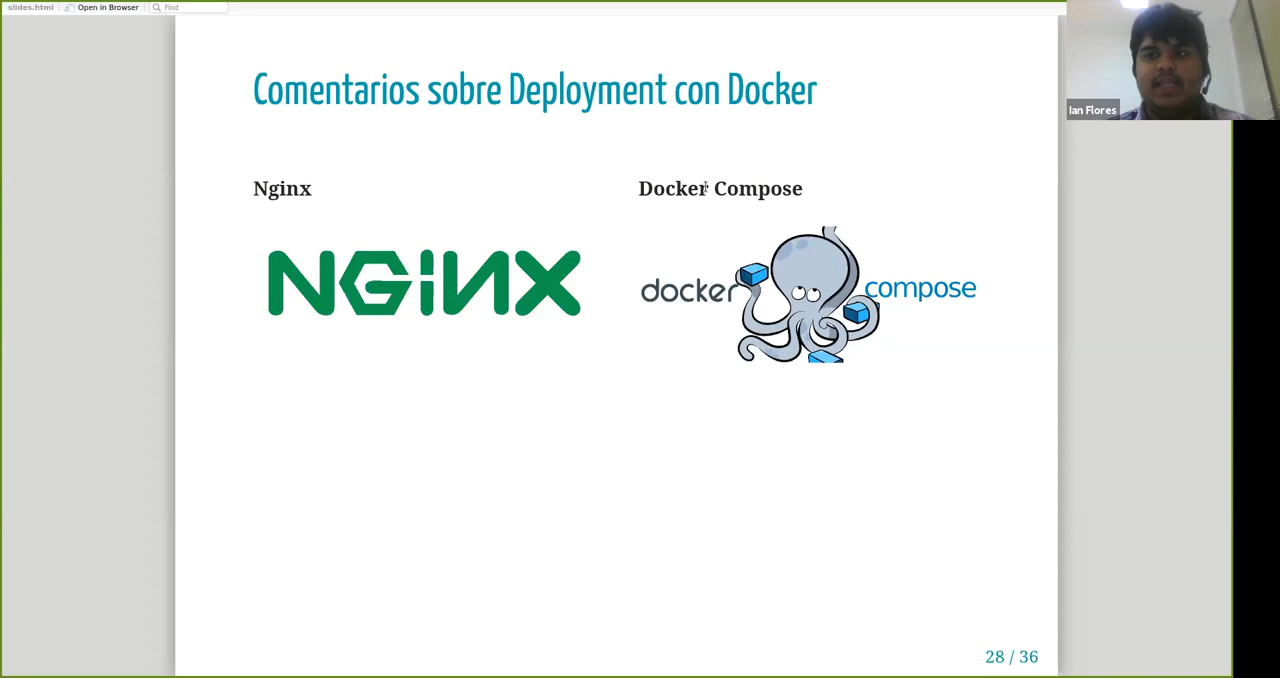 slides.html Open in Browser Find
Ian Flores
Comentarios sobre Deployment con Docker
Nginx
Docker Compose
NGINX
docker compose
28 / 36